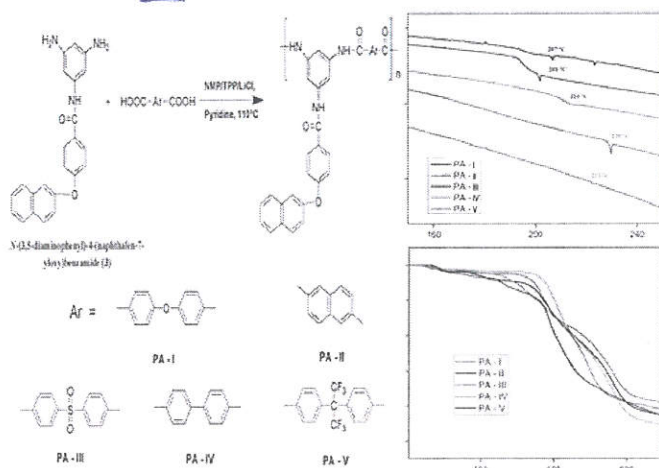 H₂N
NH₂
NH
O=C
O
+ HOOC-Ar-COOH
NMP/TPP/LiCl,
Pyridine, 110°C
HN
NH-C-Ar-C
O
O
n
NH
O=C
O
N-(3,5-diaminophenyl)-4-(naphthalen-7-
yloxy)benzamide (2)
Ar =
O
PA - I
PA - II
O
S
O
PA - III
PA - IV
CF₃
C
CF₃
PA - V
PA - I
PA - II
PA - III
PA - IV
PA - V
160
200
240
PA - I
PA - II
PA - III
PA - IV
PA - V